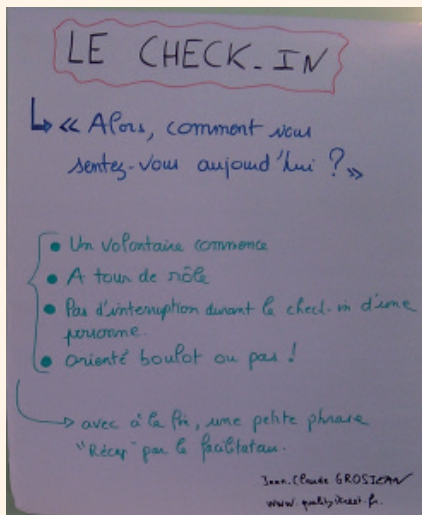 LE CHECK-IN
« Alors, comment vous
sentez-vous aujourd'hui ? »
Un volontaire commence
A tour de rôle
Pas d'interruption durant le check-in d'une
personne.
orienté boulot ou pas !
avec à la fin, une petite phrase
"Récap" par le facilitateur.
Jean-Claude GROSJEAN
www.qualitystreet.fr